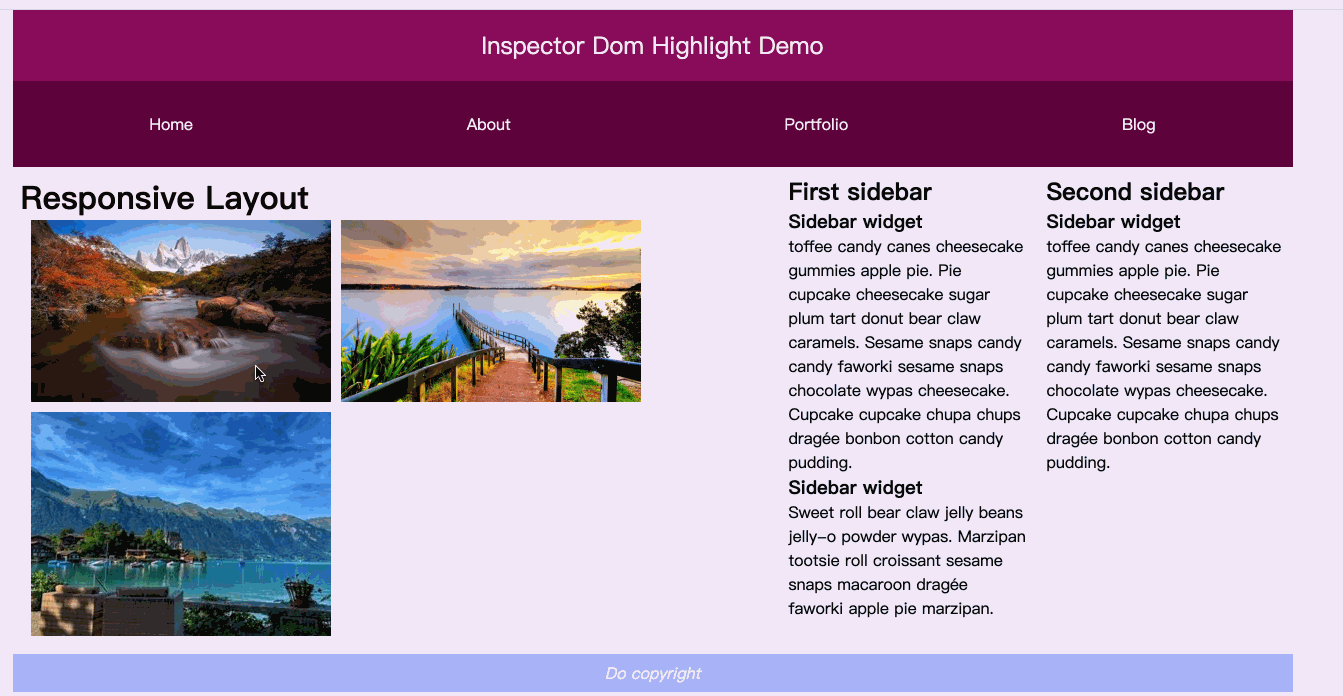 Inspector Dom Highlight Demo
Home
About
Portfolio
Blog
Responsive Layout
First sidebar
Sidebar widget
toffee candy canes cheesecake
gummies apple pie. Pie
cupcake cheesecake sugar
plum tart donut bear claw
caramels. Sesame snaps candy
candy faworki sesame snaps
chocolate wypas cheesecake.
Cupcake cupcake chupa chups
dragée bonbon cotton candy
pudding.
Sidebar widget
Sweet roll bear claw jelly beans
jelly-o powder wypas. Marzipan
tootsie roll croissant sesame
snaps macaroon dragée
faworki apple pie marzipan.
Second sidebar
Sidebar widget
toffee candy canes cheesecake
gummies apple pie. Pie
cupcake cheesecake sugar
plum tart donut bear claw
caramels. Sesame snaps candy
candy faworki sesame snaps
chocolate wypas cheesecake.
Cupcake cupcake chupa chups
dragée bonbon cotton candy
pudding.
Do copyright